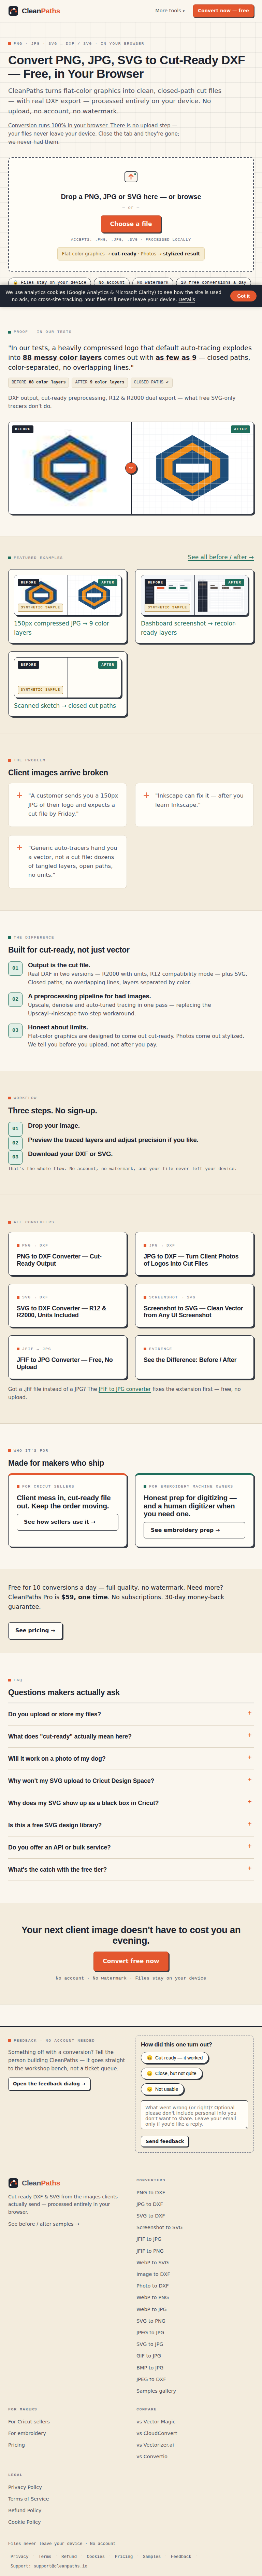 CleanPaths
More tools ▾
Convert now — free
PNG · JPG · SVG → DXF / SVG · IN YOUR BROWSER
Convert PNG, JPG, SVG to Cut-Ready DXF
— Free, in Your Browser
CleanPaths turns flat-color graphics into clean, closed-path cut files
— with real DXF export — processed entirely on your device. No
upload, no account, no watermark.
Conversion runs 100% in your browser. There is no upload step —
your files never leave your device. Close the tab and they're gone;
we never had them.
Drop a PNG, JPG or SVG here — or browse
— or —
Choose a file
ACCEPTS: .PNG, .JPG, .SVG · PROCESSED LOCALLY
Flat-color graphics → cut-ready · Photos → stylized result
Files stay on your device
No account
No watermark
10 free conversions a day
We use analytics cookies (Google Analytics & Microsoft Clarity) to see how the site is used
— no ads, no cross-site tracking. Your files still never leave your device. Details
Got it
PROOF — IN OUR TESTS
"In our tests, a heavily compressed logo that default auto-tracing explodes
into 88 messy color layers comes out with as few as 9 — closed paths,
color-separated, no overlapping lines."
BEFORE 88 color layers
AFTER 9 color layers
CLOSED PATHS ✓
DXF output, cut-ready preprocessing, R12 & R2000 dual export — what free SVG-only
tracers don't do.
BEFORE
AFTER
FEATURED EXAMPLES
See all before / after →
BEFORE
AFTER
SYNTHETIC SAMPLE
150px compressed JPG → 9 color
layers
BEFORE
AFTER
SYNTHETIC SAMPLE
Dashboard screenshot → recolor-
ready layers
BEFORE
AFTER
SYNTHETIC SAMPLE
Scanned sketch → closed cut paths
THE PROBLEM
Client images arrive broken
"A customer sends you a 150px
JPG of their logo and expects a
cut file by Friday."
"Inkscape can fix it — after you
learn Inkscape."
"Generic auto-tracers hand you
a vector, not a cut file: dozens
of tangled layers, open paths,
no units."
THE DIFFERENCE
Built for cut-ready, not just vector
01
Output is the cut file.
Real DXF in two versions — R2000 with units, R12 compatibility mode — plus SVG.
Closed paths, no overlapping lines, layers separated by color.
02
A preprocessing pipeline for bad images.
Upscale, denoise and auto-traced tracing in one pass — replacing the
Upscayl→Inkscape two-step workaround.
03
Honest about limits.
Flat-color graphics are designed to come out cut-ready. Photos come out stylized.
We tell you before you upload, not after you pay.
WORKFLOW
Three steps. No sign-up.
01
Drop your image.
02
Preview the traced layers and adjust precision if you like.
03
Download your DXF or SVG.
That's the whole flow. No account, no watermark, and your file never left your device.
ALL CONVERTERS
PNG → DXF
PNG to DXF Converter — Cut-
Ready Output
JPG → DXF
JPG to DXF — Turn Client Photos
of Logos into Cut Files
SVG → DXF
SVG to DXF Converter — R12 &
R2000, Units Included
SCREENSHOT → SVG
Screenshot to SVG — Clean Vector
from Any UI Screenshot
JFIF → JPG
JFIF to JPG Converter — Free, No
Upload
EVIDENCE
See the Difference: Before / After
Got a .jfif file instead of a JPG? The JFIF to JPG converter fixes the extension first — free, no
upload.
WHO IT'S FOR
Made for makers who ship
FOR CRICUT SELLERS
Client mess in, cut-ready file
out. Keep the order moving.
See how sellers use it →
FOR EMBROIDERY MACHINE OWNERS
Honest prep for digitizing —
and a human digitizer when
you need one.
See embroidery prep →
Free for 10 conversions a day — full quality, no watermark. Need more?
CleanPaths Pro is $59, one time. No subscriptions. 30-day money-back
guarantee.
See pricing →
FAQ
Questions makers actually ask
Do you upload or store my files?
What does "cut-ready" actually mean here?
Will it work on a photo of my dog?
Why won't my SVG upload to Cricut Design Space?
Why does my SVG show up as a black box in Cricut?
Is this a free SVG design library?
Do you offer an API or bulk service?
What's the catch with the free tier?
Your next client image doesn't have to cost you an
evening.
Convert free now
No account · No watermark · Files stay on your device
FEEDBACK — NO ACCOUNT NEEDED
Something off with a conversion? Tell the
person building CleanPaths — it goes straight
to the workshop bench, not a ticket queue.
Open the feedback dialog →
How did this one turn out?
Cut-ready — it worked
Close, but not quite
Not usable
What went wrong (or right)? Optional —
please don't include personal info you
don't want to share. Leave your email
only if you'd like a reply.
Send feedback
CleanPaths
Cut-ready DXF & SVG from the images clients
actually send — processed entirely in your
browser.
See before / after samples →
CONVERTERS
PNG to DXF
JPG to DXF
SVG to DXF
Screenshot to SVG
JFIF to JPG
JFIF to PNG
WebP to SVG
Image to DXF
Photo to DXF
WebP to PNG
WebP to JPG
SVG to PNG
JPEG to JPG
SVG to JPG
GIF to JPG
BMP to JPG
JPEG to DXF
Samples gallery
FOR MAKERS
For Cricut sellers
For embroidery
Pricing
COMPARE
vs Vector Magic
vs CloudConvert
vs Vectorizer.ai
vs Convertio
LEGAL
Privacy Policy
Terms of Service
Refund Policy
Cookie Policy
Files never leave your device · No account
Privacy Terms Refund Cookies Pricing Samples Feedback
Support: support@cleanpaths.io